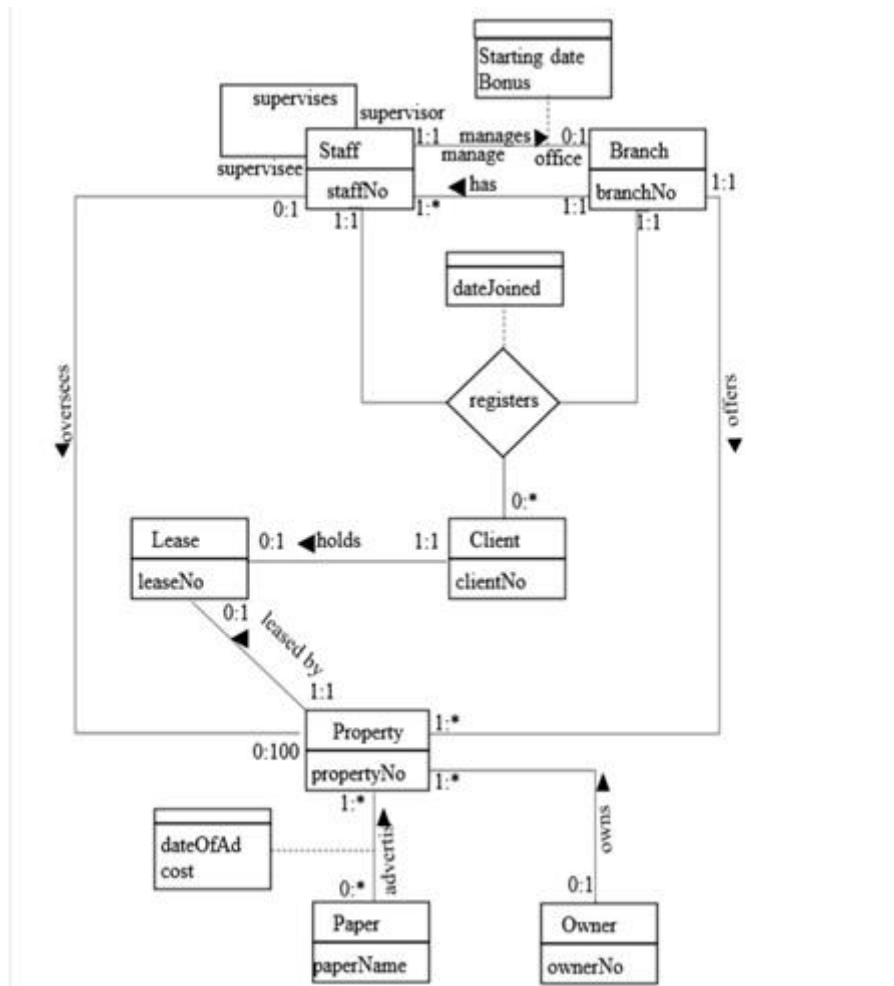 Starting date
Bonus
supervises
supervisor
1:1 manages 0:1
Staff
manage office
Branch
supervisee
staffNo
has
branchNo
1:1
0:1
1:1
1:*
1:1
1:1
dateJoined
oversees
registers
offers
0:*
Lease
0:1 holds 1:1
Client
leaseNo
clientNo
0:1
leased by
1:1
Property
1:*
0:100
propertyNo
1:*
1:*
dateOfAd
cost
advertis
owns
0:*
0:1
Paper
Owner
paperName
ownerNo